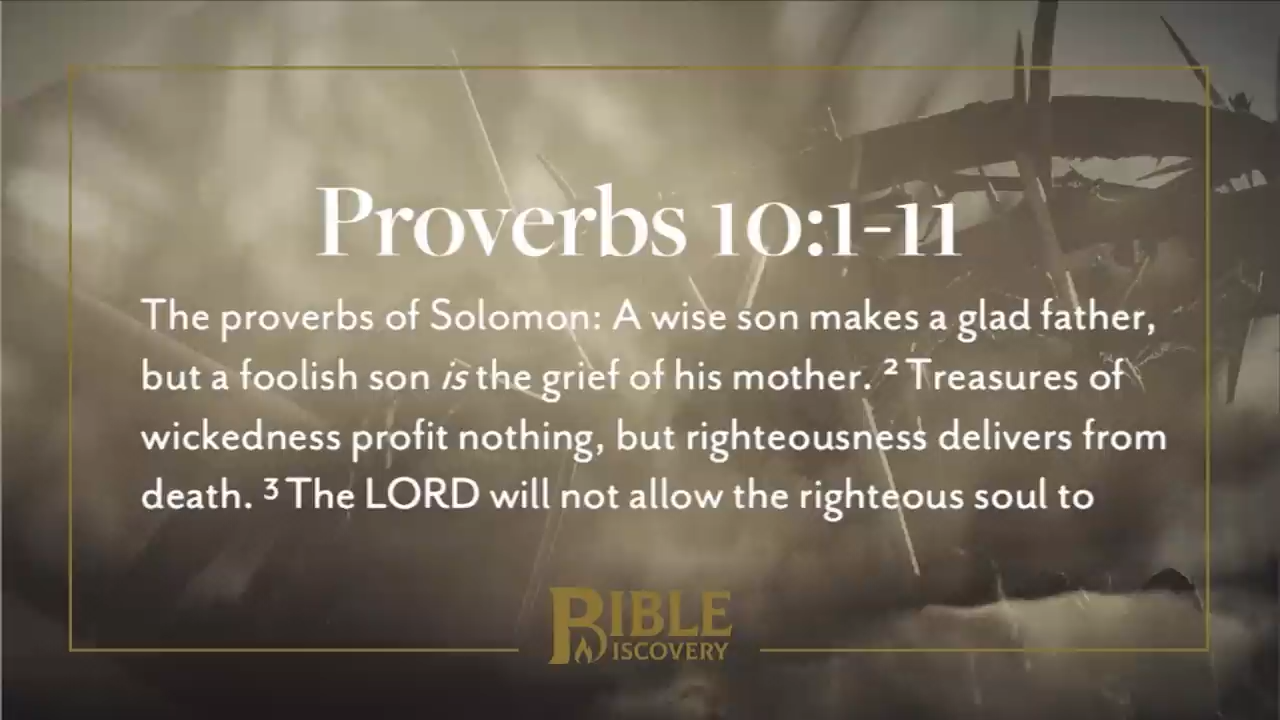 Proverbs 10:1-11
The proverbs of Solomon: A wise son makes a glad father,
but a foolish son is the grief of his mother. ² Treasures of
wickedness profit nothing, but righteousness delivers from
death. ³ The LORD will not allow the righteous soul to
BIBLE
DISCOVERY